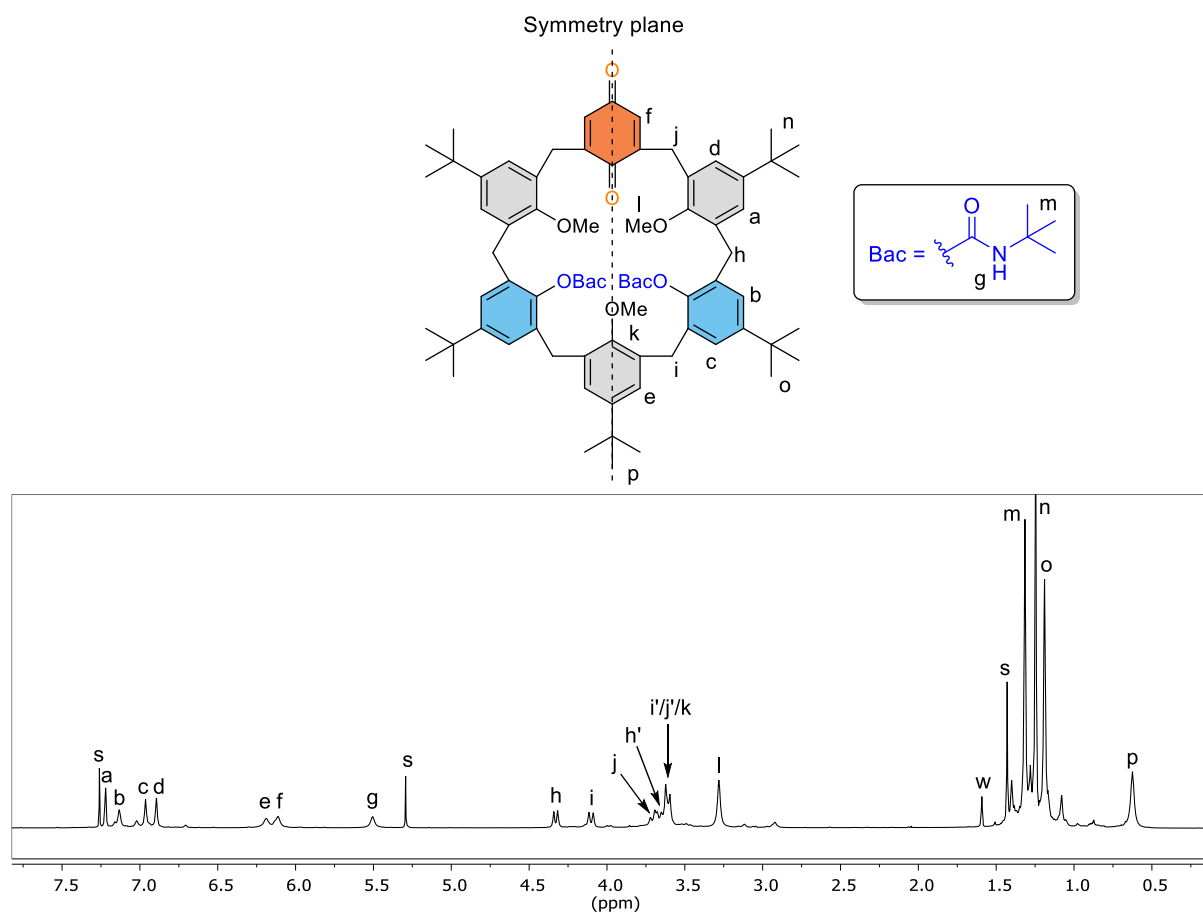 Symmetry plane
O
f
n
j
d
O
l
OMe
MeO
a
h
OBac
BacO
OMe
b
k
c
i
e
o
p
O
m
Bac =
N
H
g
s
a
b
c
d
e
f
g
s
h
i
j
h'
i'/j'/k
l
w
s
m
n
o
p
7.5 7.0 6.5 6.0 5.5 5.0 4.5 4.0 3.5 3.0 2.5 2.0 1.5 1.0 0.5
(ppm)